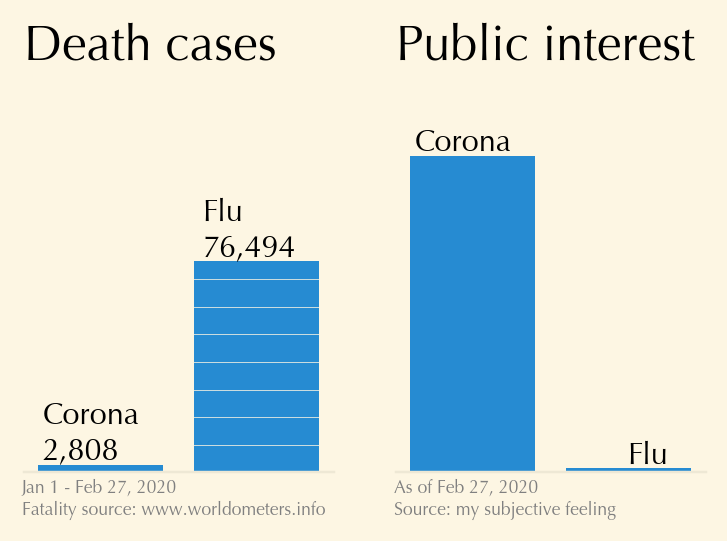 Death cases
Flu
76,494
Corona
2,808
Jan 1 - Feb 27, 2020
Fatality source: www.worldometers.info
Public interest
Corona
Flu
As of Feb 27, 2020
Source: my subjective feeling